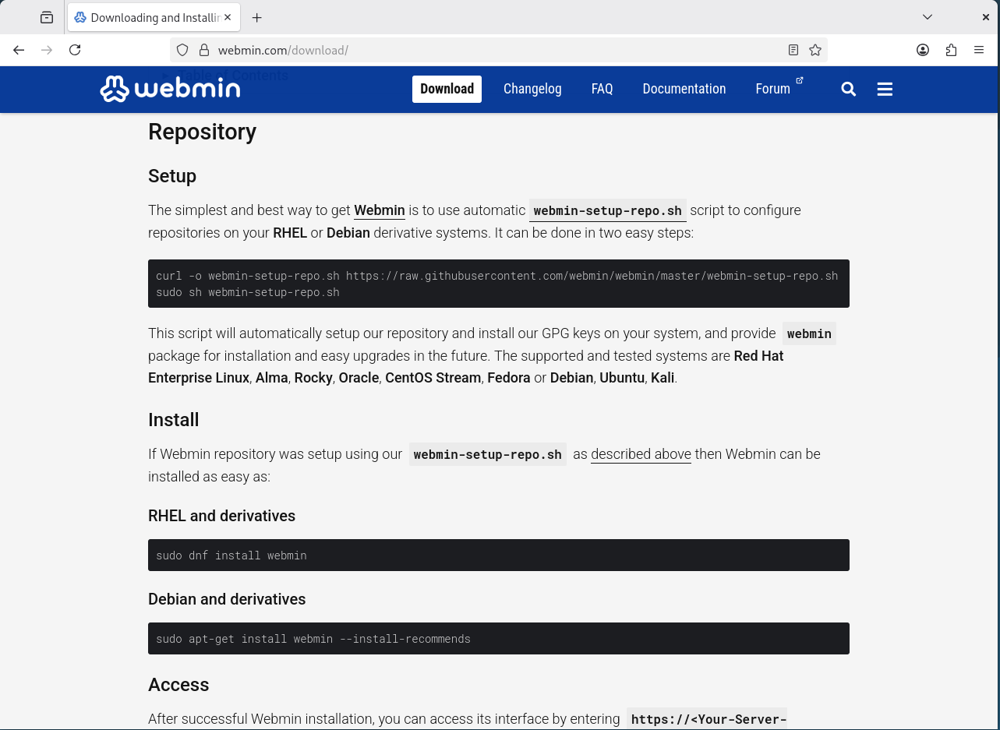 Downloading and Installin
webmin.com/download/
Table of Contents
webmin
Download
Changelog
FAQ
Documentation
Forum
Repository
Setup
The simplest and best way to get Webmin is to use automatic webmin-setup-repo.sh script to configure
repositories on your RHEL or Debian derivative systems. It can be done in two easy steps:
curl -o webmin-setup-repo.sh https://raw.githubusercontent.com/webmin/webmin/master/webmin-setup-repo.sh
sudo sh webmin-setup-repo.sh
This script will automatically setup our repository and install our GPG keys on your system, and provide webmin
package for installation and easy upgrades in the future. The supported and tested systems are Red Hat
Enterprise Linux, Alma, Rocky, Oracle, CentOS Stream, Fedora or Debian, Ubuntu, Kali.
Install
If Webmin repository was setup using our webmin-setup-repo.sh as described above then Webmin can be
installed as easy as:
RHEL and derivatives
sudo dnf install webmin
Debian and derivatives
sudo apt-get install webmin --install-recommends
Access
After successful Webmin installation, you can access its interface by entering https://<Your-Server-